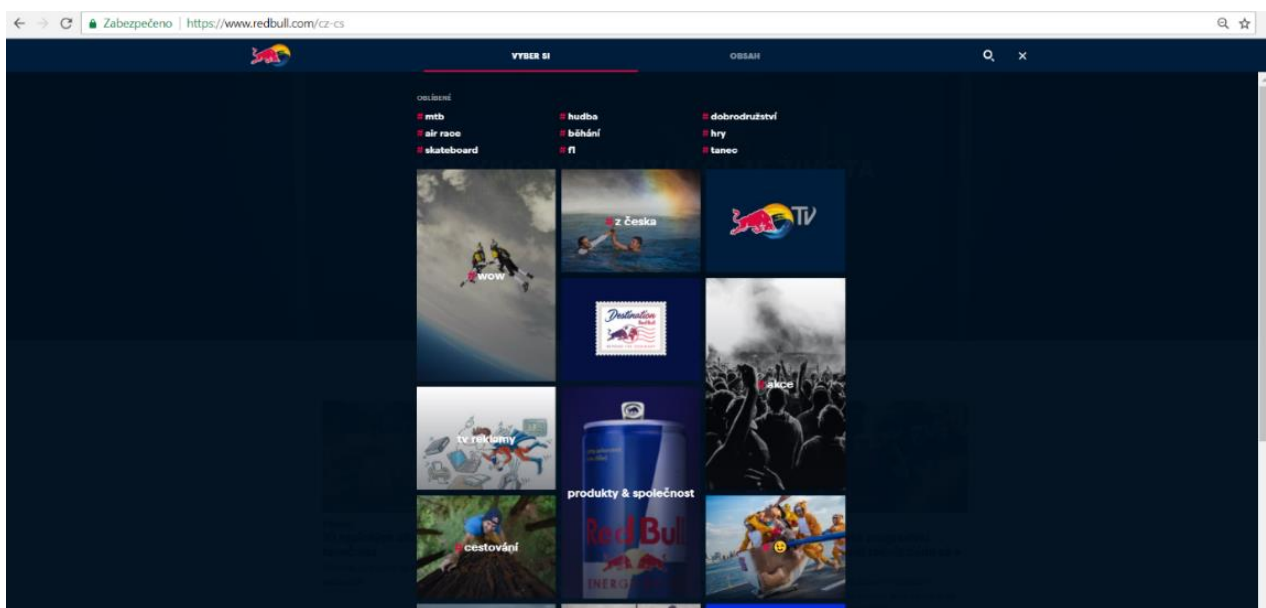 Zabezpečeno | https://www.redbull.com/cz-cs
VYBER SI
OBSAH
OBLÍBENÉ
# mtb
# hudba
# dobrodružství
# air race
# běhání
# hry
# skateboard
# f1
# tanec
# wow
# z česka
TV
Destination
Red Bull
# akce
tv reklamy
produkty & společnost
Red Bull
ENERG
# cestování
#